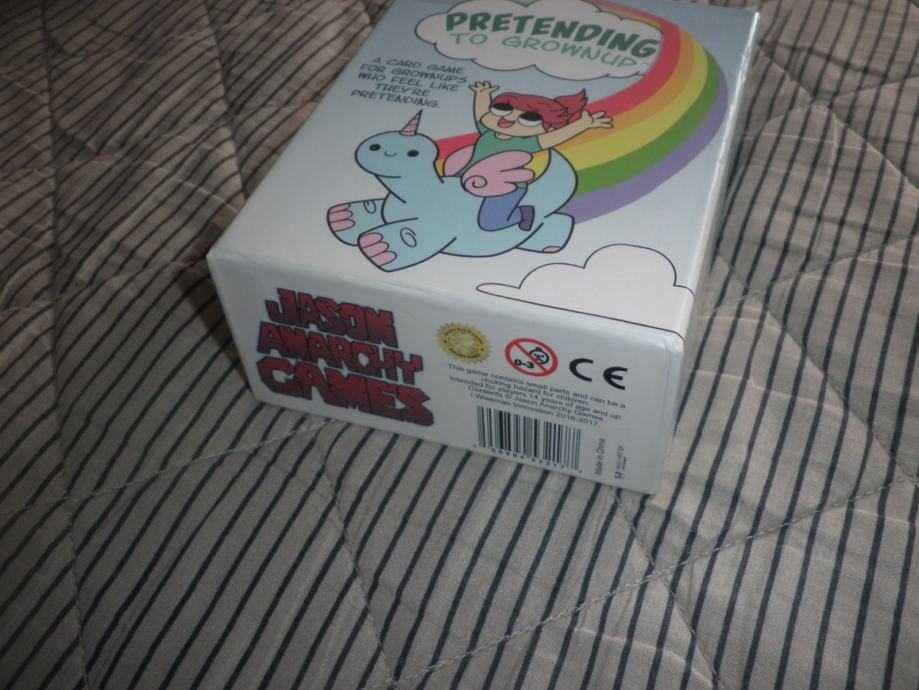 PRETENDING
TO GROWNUP
A CARD GAME
FOR GROWNUPS
WHO FEEL LIKE
THEY'RE
PRETENDING.
JASON
ANARCHY
GAMES
0-3
CE
This game contains small parts and can be a
choking hazard for children
Intended for players 14 years of age and up.
Contents © Jason Anarchy Games
/ Wiseman Innovation 2016-2017
Made in China